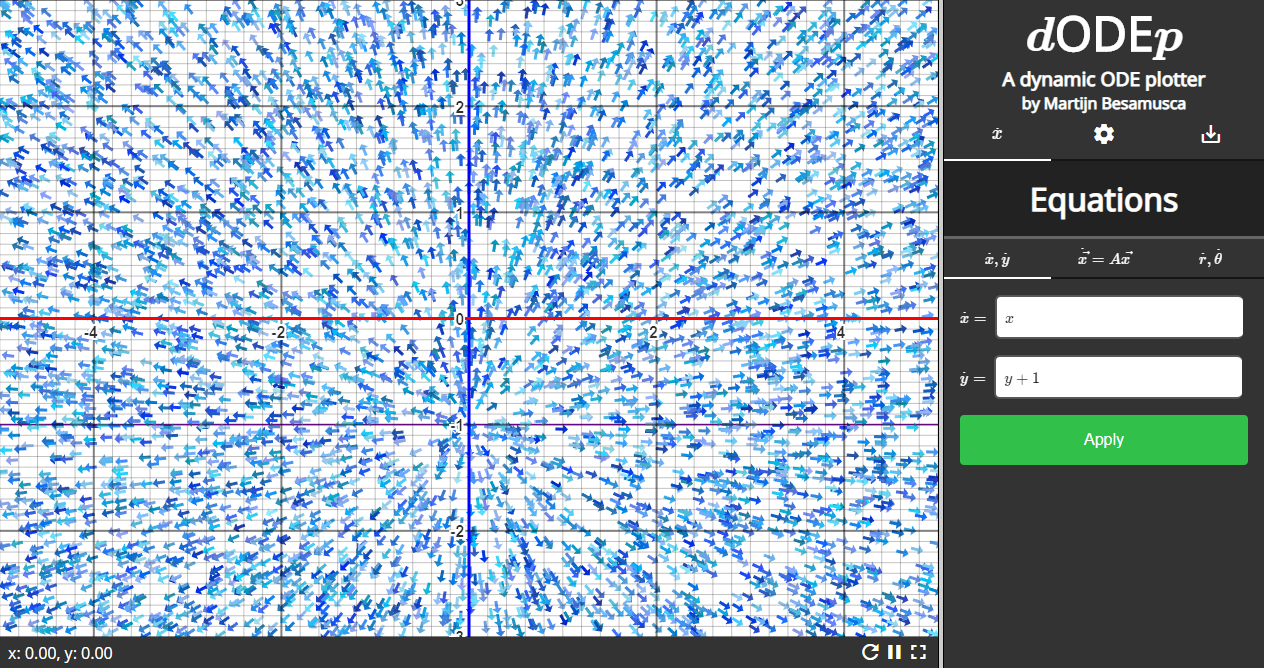 dODEp
A dynamic ODE plotter
by Martijn Besamusca
ẋ
Equations
ẋ, ẏ
ẋ⃗ = Ax⃗
ṙ, θ̇
ẋ = x
ẏ = y + 1
Apply
3
2
1
-4 -2 0 2 4
-1
-2
-3
x: 0.00, y: 0.00